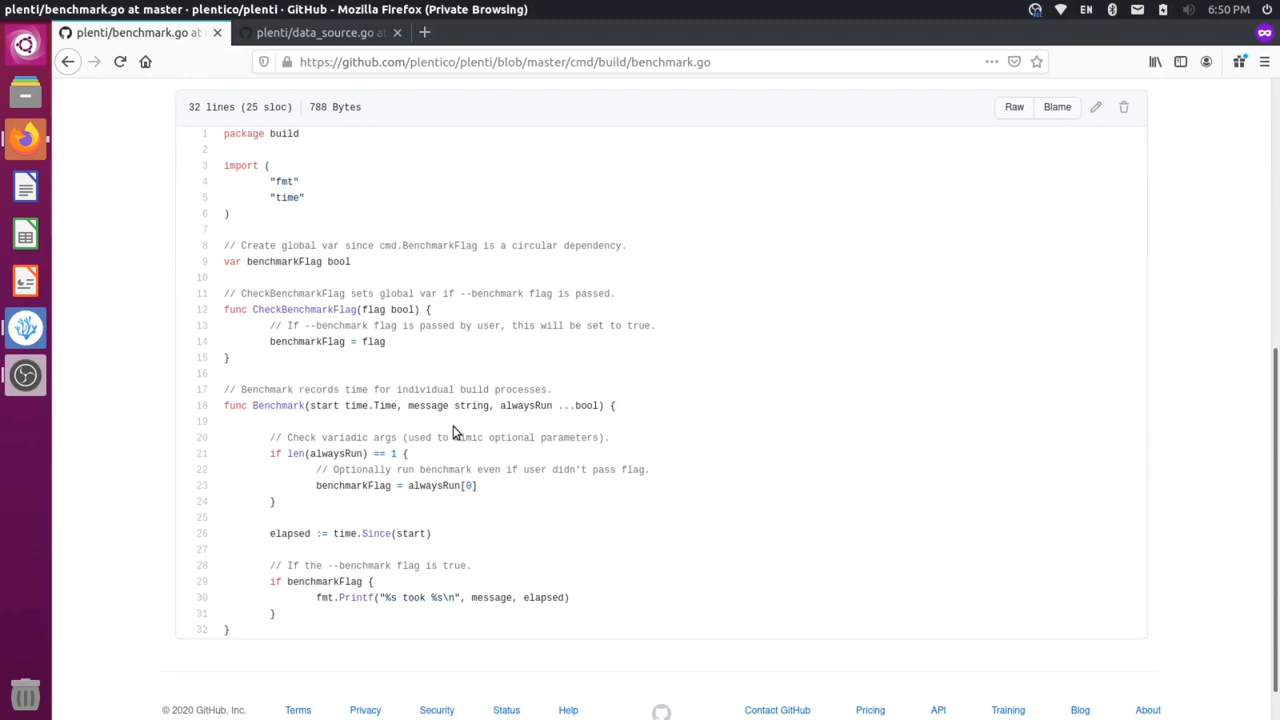 plenti/benchmark.go at master · plentico/plenti · GitHub - Mozilla Firefox (Private Browsing)
EN
6:50 PM
plenti/benchmark.go at
plenti/data_source.go at
https://github.com/plentico/plenti/blob/master/cmd/build/benchmark.go
32 lines (25 sloc) 788 Bytes
Raw Blame
1 package build
2
3 import (
4 "fmt"
5 "time"
6 )
7
8 // Create global var since cmd.BenchmarkFlag is a circular dependency.
9 var benchmarkFlag bool
10
11 // CheckBenchmarkFlag sets global var if --benchmark flag is passed.
12 func CheckBenchmarkFlag(flag bool) {
13 // If --benchmark flag is passed by user, this will be set to true.
14 benchmarkFlag = flag
15 }
16
17 // Benchmark records time for individual build processes.
18 func Benchmark(start time.Time, message string, alwaysRun ...bool) {
19
20 // Check variadic args (used to mimic optional parameters).
21 if len(alwaysRun) == 1 {
22 // Optionally run benchmark even if user didn't pass flag.
23 benchmarkFlag = alwaysRun[0]
24 }
25
26 elapsed := time.Since(start)
27
28 // If the --benchmark flag is true.
29 if benchmarkFlag {
30 fmt.Printf("%s took %s\n", message, elapsed)
31 }
32 }
© 2020 GitHub, Inc. Terms Privacy Security Status Help Contact GitHub Pricing API Training Blog About